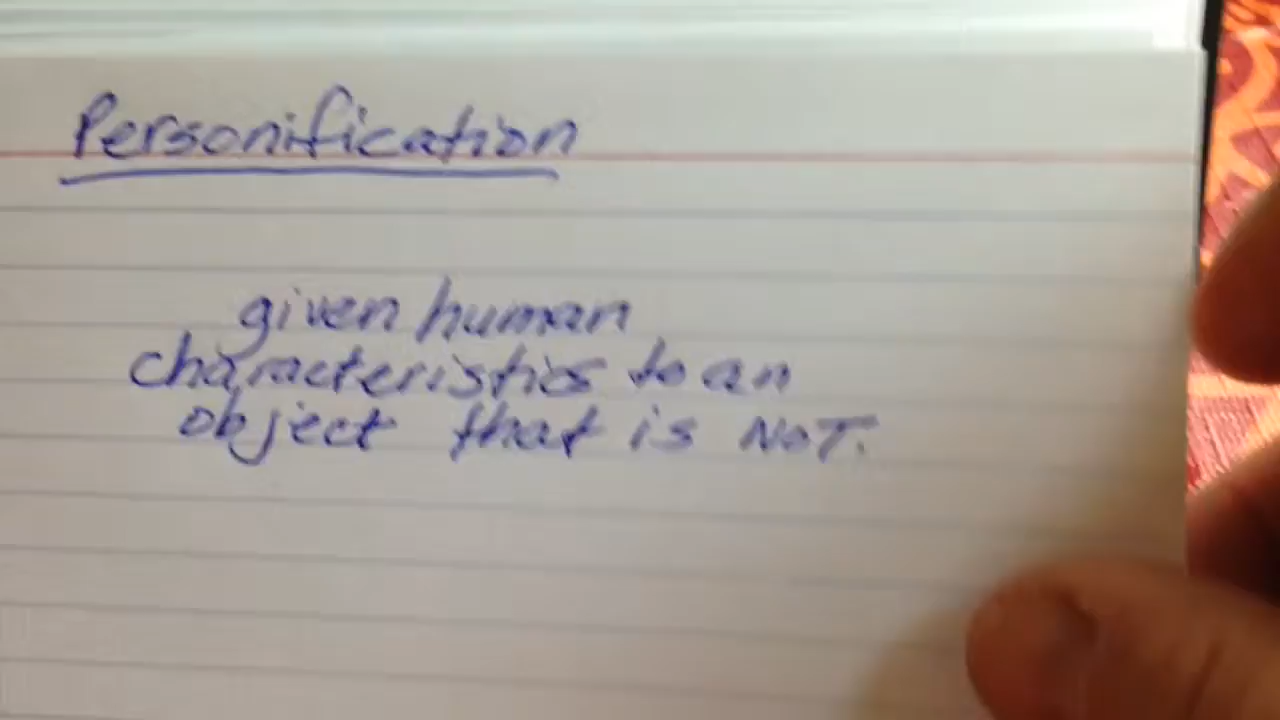 Personification
given human
characteristics to an
object that is NOT.